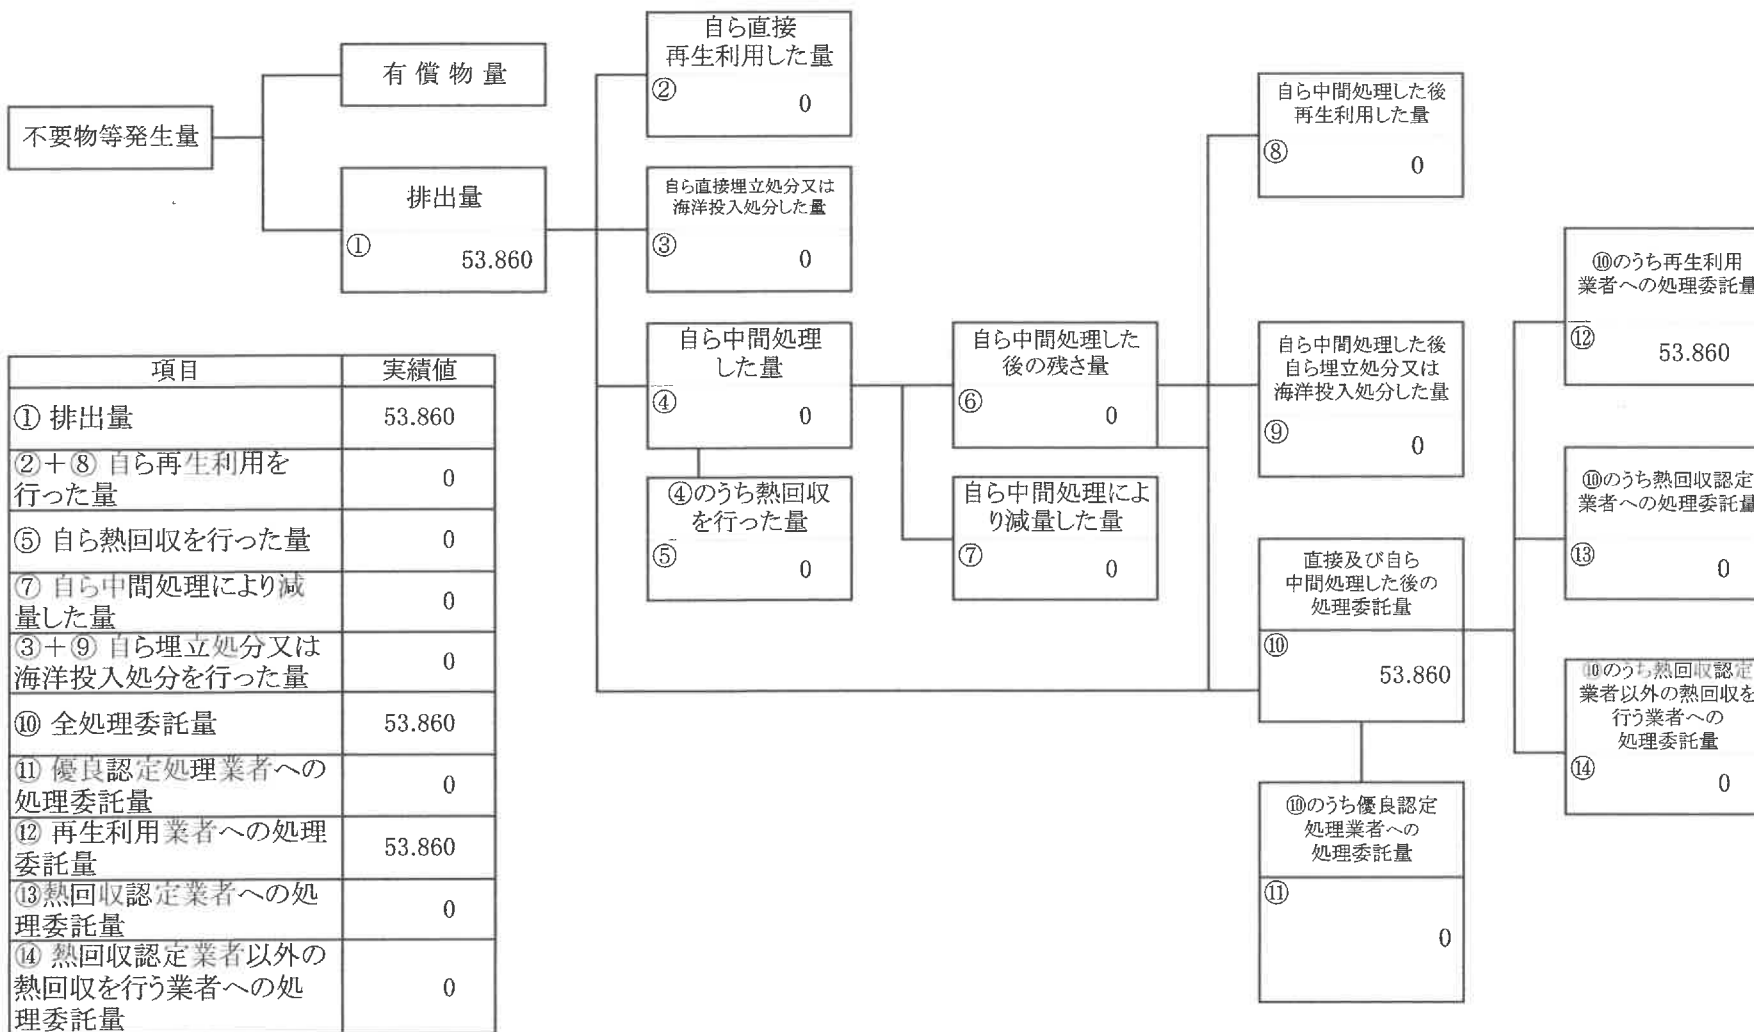 不要物等発生量
有償物量
排出量
①
53.860
自ら直接
再生利用した量
②
0
自ら直接埋立処分又は
海洋投入処分した量
③
0
自ら中間処理
した量
④
0
④のうち熱回収
を行った量
⑤
0
自ら中間処理した
後の残さ量
⑥
0
自ら中間処理によ
り減量した量
⑦
0
自ら中間処理した後
再生利用した量
⑧
0
自ら中間処理した後
自ら埋立処分又は
海洋投入処分した量
⑨
0
直接及び自ら
中間処理した後の
処理委託量
⑩
53.860
⑩のうち優良認定
処理業者への
処理委託量
⑪
0
⑩のうち再生利用
業者への処理委託量
⑫
53.860
⑩のうち熱回収認定
業者への処理委託量
⑬
0
⑩のうち熱回収認定
業者以外の熱回収を
行う業者への
処理委託量
⑭
0
項目 実績値
① 排出量 53.860
②+⑧ 自ら再生利用を
行った量 0
⑤ 自ら熱回収を行った量 0
⑦ 自ら中間処理により減
量した量 0
③+⑨ 自ら埋立処分又は
海洋投入処分を行った量 0
⑩ 全処理委託量 53.860
⑪ 優良認定処理業者への
処理委託量 0
⑫ 再生利用業者への処理
委託量 53.860
⑬熱回収認定業者への処
理委託量 0
⑭ 熱回収認定業者以外の
熱回収を行う業者への処
理委託量 0